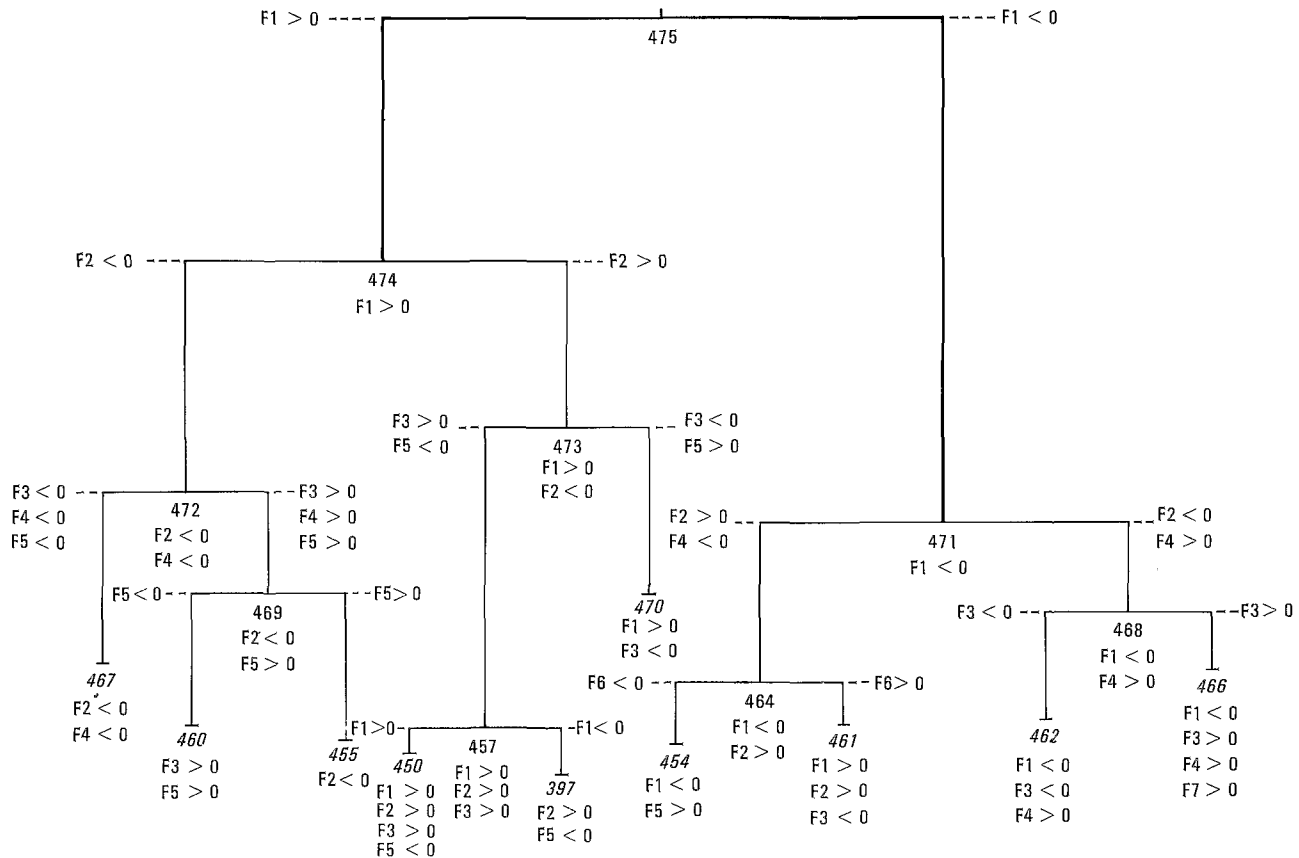 F1 > 0
F1 < 0
475
F2 < 0
F2 > 0
474
F1 > 0
F3 > 0
F5 < 0
F3 < 0
F5 > 0
473
F1 > 0
F2 < 0
F3 < 0
F4 < 0
F5 < 0
F3 > 0
F4 > 0
F5 > 0
472
F2 < 0
F4 < 0
F2 > 0
F4 < 0
F2 < 0
F4 > 0
471
F1 < 0
F5 < 0
F5 > 0
469
F2 < 0
F5 > 0
470
F1 > 0
F3 < 0
F3 < 0
F3 > 0
468
F1 < 0
F4 > 0
467
F2 < 0
F4 < 0
466
F1 < 0
F3 > 0
F4 > 0
F7 > 0
F6 < 0
F6 > 0
464
F1 < 0
F2 > 0
460
F3 > 0
F5 > 0
455
F2 < 0
F1 > 0
F1 < 0
457
F1 > 0
F2 > 0
F3 > 0
450
F1 > 0
F2 > 0
F3 > 0
F5 < 0
397
F2 > 0
F5 < 0
454
F1 < 0
F5 > 0
461
F1 > 0
F2 > 0
F3 < 0
462
F1 < 0
F3 < 0
F4 > 0